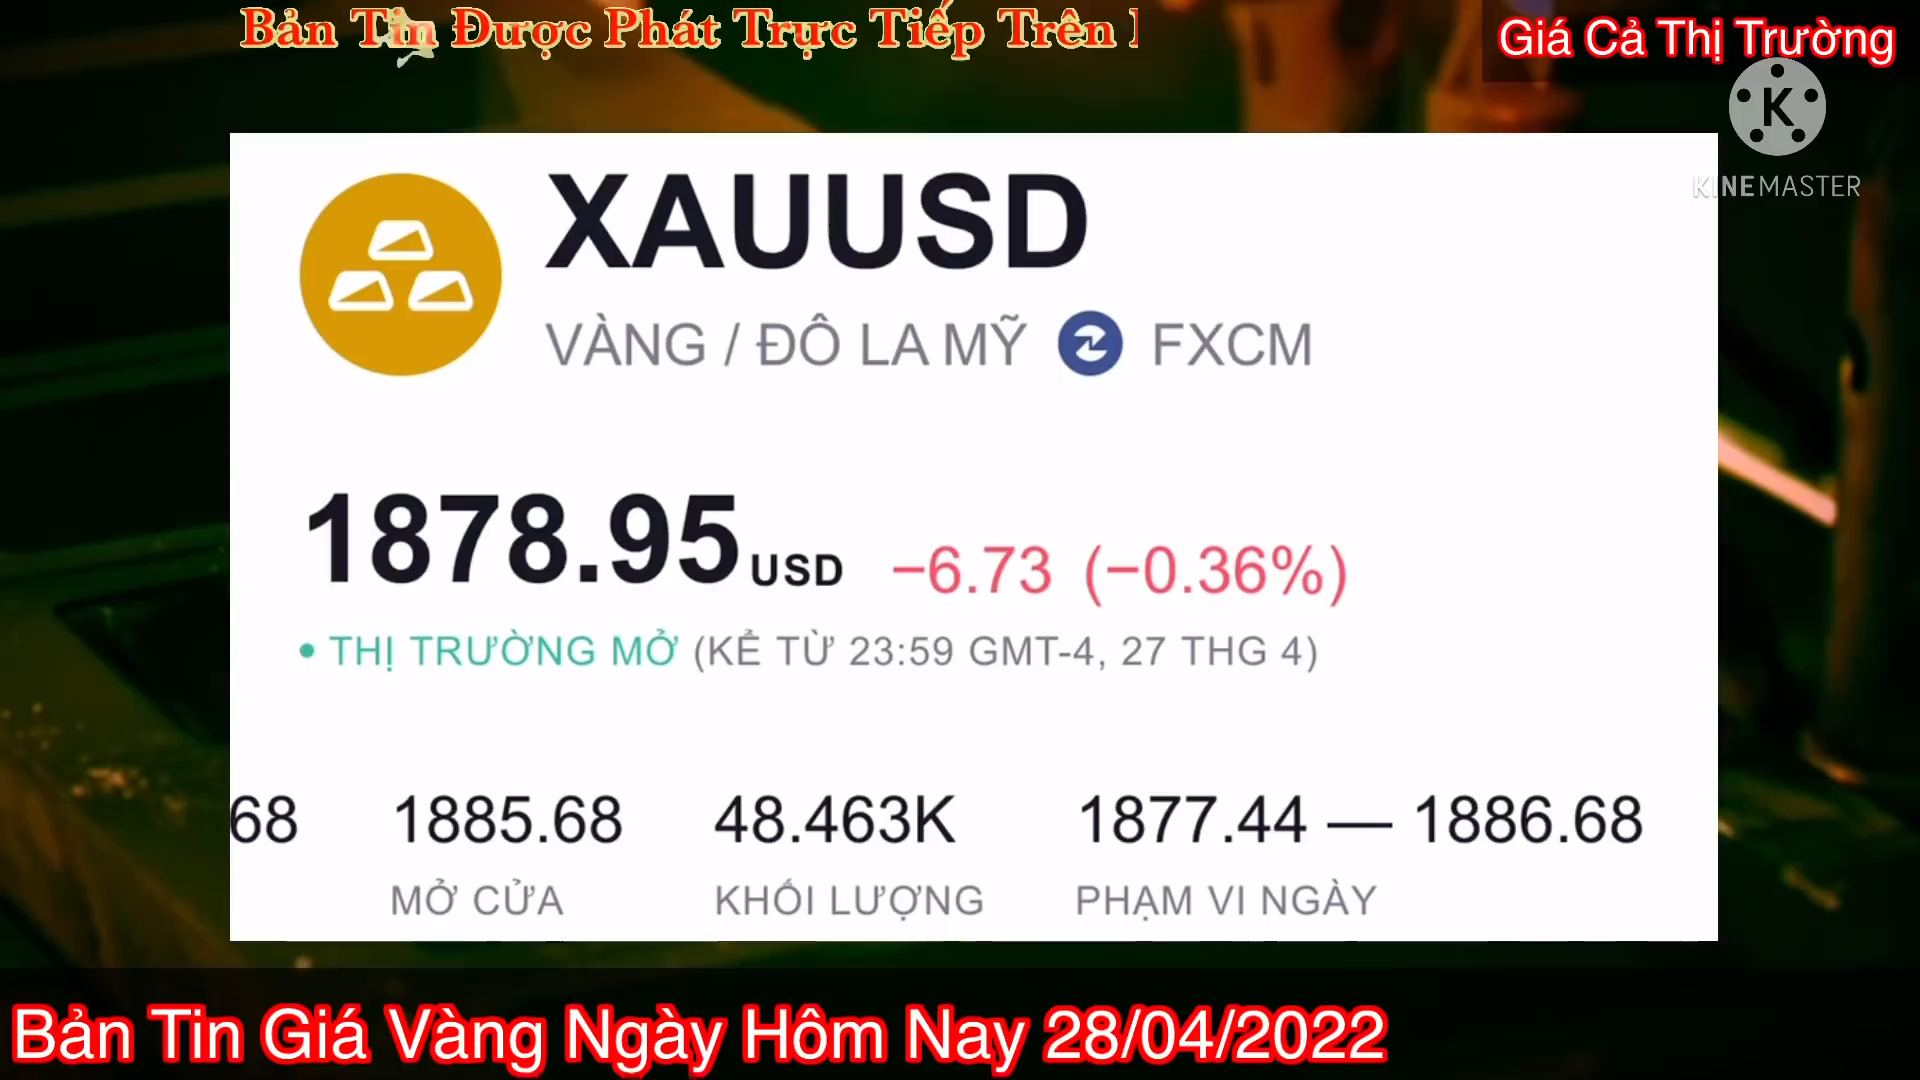 Bản Tin Được Phát Trực Tiếp Trên
Giá Cả Thị Trường
K
KINEMASTER
XAUUSD
VÀNG / ĐÔ LA MỸ FXCM
1878.95 USD −6.73 (−0.36%)
• THỊ TRƯỜNG MỞ (KỂ TỪ 23:59 GMT-4, 27 THG 4)
68 1885.68 48.463K 1877.44 — 1886.68
MỞ CỬA KHỐI LƯỢNG PHẠM VI NGÀY
Bản Tin Giá Vàng Ngày Hôm Nay 28/04/2022